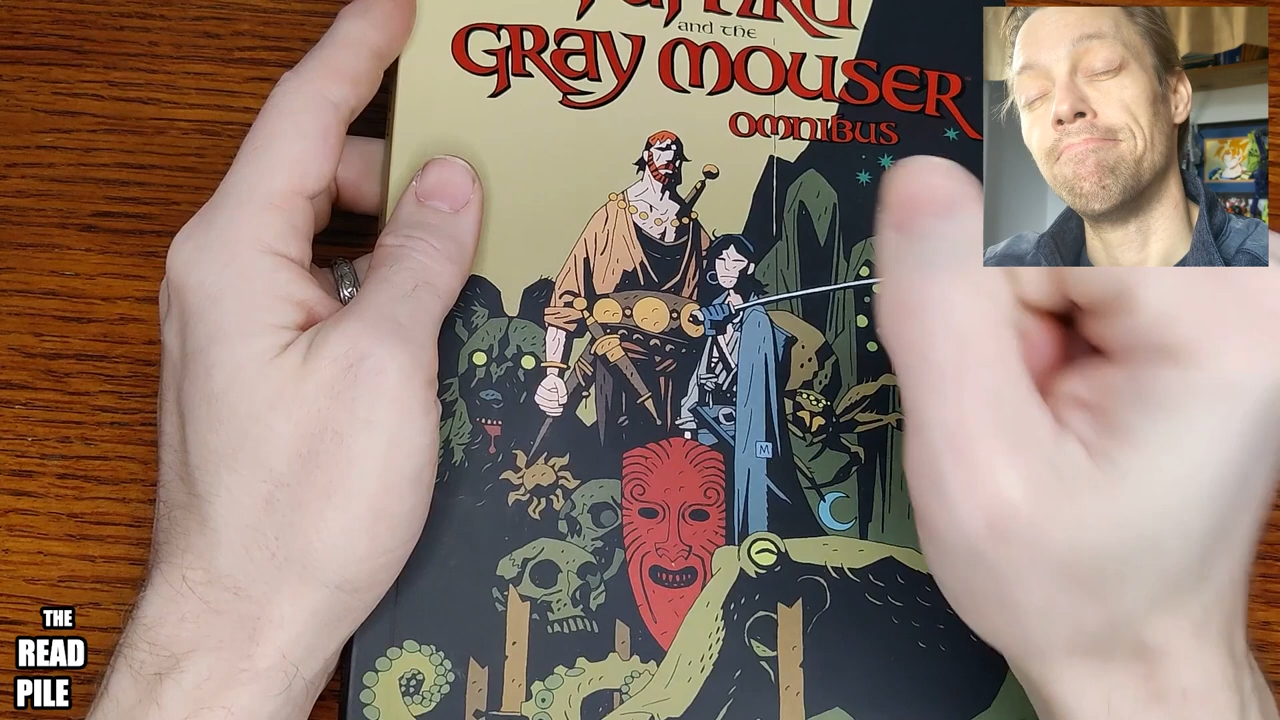 and the
Gray Mouser
omnibus
M
THE
READ
PILE